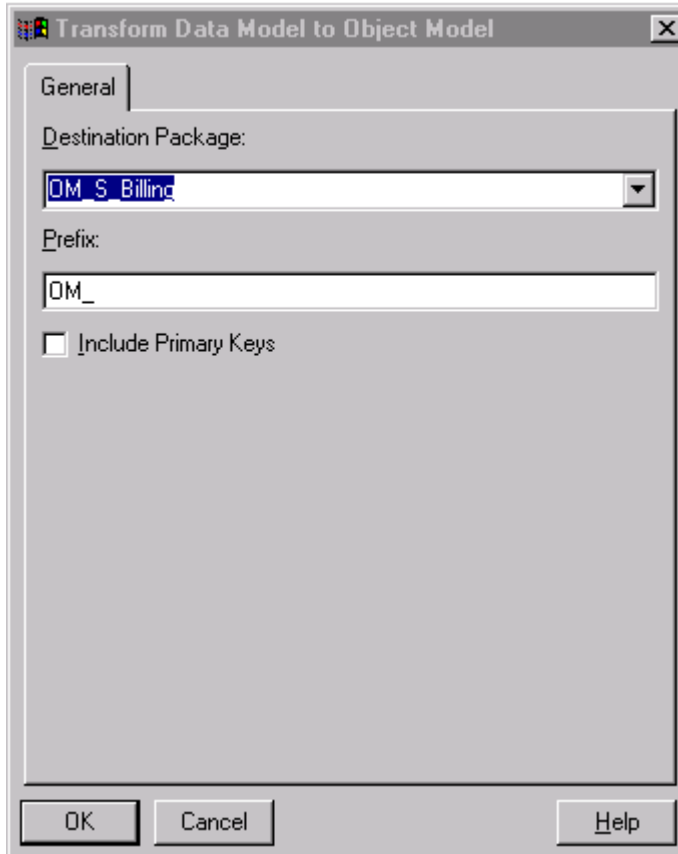 Transform Data Model to Object Model
General
Destination Package:
OM_S_Billing
Prefix:
OM_
Include Primary Keys
OK Cancel Help